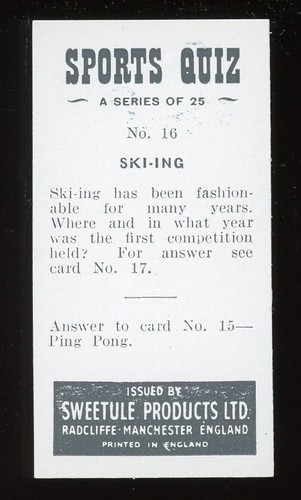 SPORTS QUIZ
A SERIES OF 25
No. 16
SKI-ING
Ski-ing has been fashion-
able for many years.
Where and in what year
was the first competition
held? For answer see
card No. 17.
Answer to card No. 15—
Ping Pong.
ISSUED BY
SWEETULE PRODUCTS LTD.
RADCLIFFE · MANCHESTER ENGLAND
PRINTED IN ENGLAND